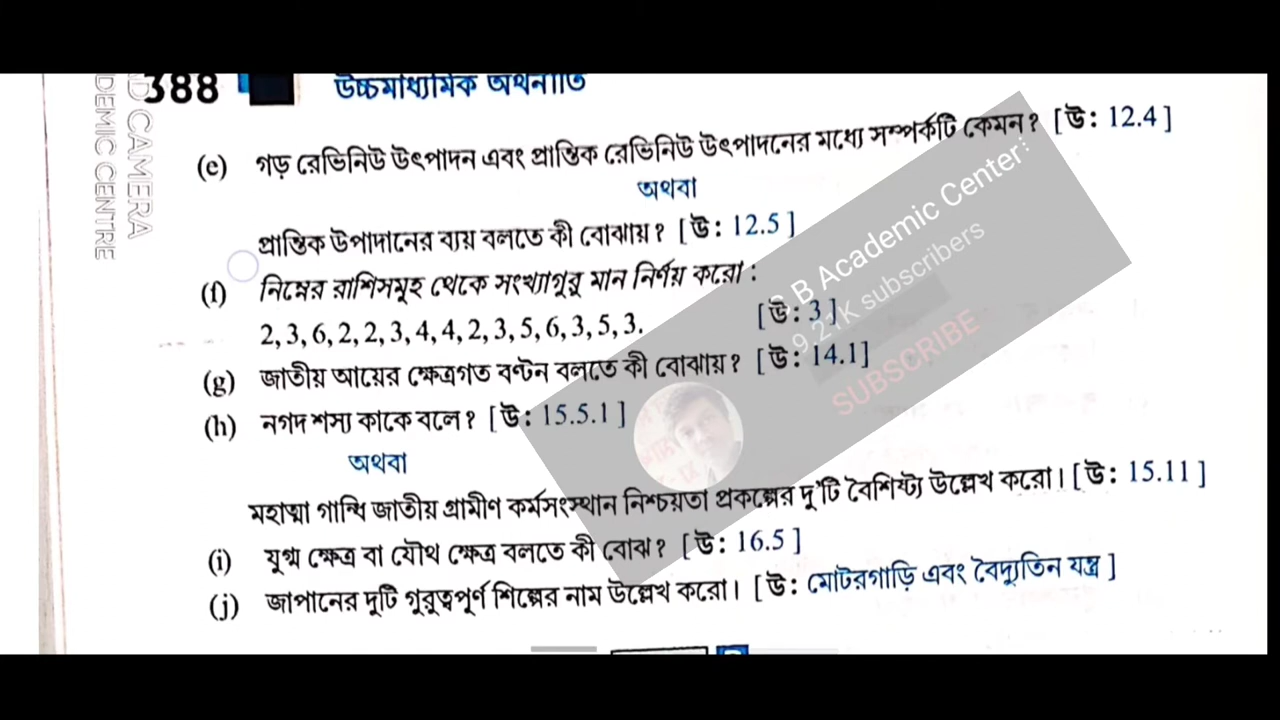 388 উচ্চমাধ্যমিক অর্থনীতি
D CAMERA
DEMIC CENTRE
(e) গড় রেভিনিউ উৎপাদন এবং প্রান্তিক রেভিনিউ উৎপাদনের মধ্যে সম্পর্কটি কেমন? [উ: 12.4]
অথবা
প্রান্তিক উপাদানের ব্যয় বলতে কী বোঝায়? [উ: 12.5]
(f) নিম্নের রাশিসমূহ থেকে সংখ্যাগুরু মান নির্ণয় করো :
2, 3, 6, 2, 2, 3, 4, 4, 2, 3, 5, 6, 3, 5, 3. [উ: 3]
(g) জাতীয় আয়ের ক্ষেত্রগত বণ্টন বলতে কী বোঝায়? [উ: 14.1]
(h) নগদ শস্য কাকে বলে? [উ: 15.5.1]
অথবা
মহাত্মা গান্ধি জাতীয় গ্রামীণ কর্মসংস্থান নিশ্চয়তা প্রকল্পের দু'টি বৈশিষ্ট্য উল্লেখ করো। [উ: 15.11]
(i) যুগ্ম ক্ষেত্র বা যৌথ ক্ষেত্র বলতে কী বোঝ? [উ: 16.5]
(j) জাপানের দুটি গুরুত্বপূর্ণ শিল্পের নাম উল্লেখ করো। [উ: মোটরগাড়ি এবং বৈদ্যুতিন যন্ত্র]
B Academic Center
K subscribers
SUBSCRIBE